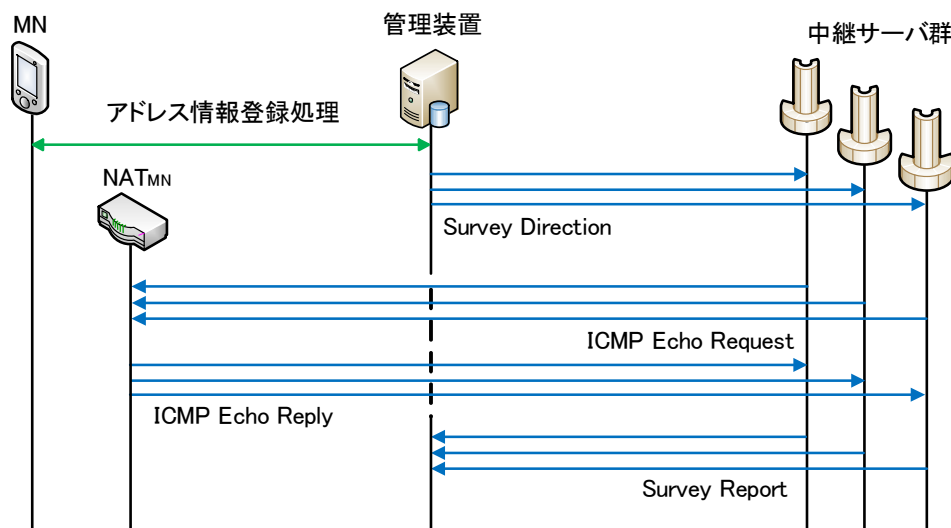 MN
管理装置
中継サーバ群
アドレス情報登録処理
NATMN
Survey Direction
ICMP Echo Request
ICMP Echo Reply
Survey Report